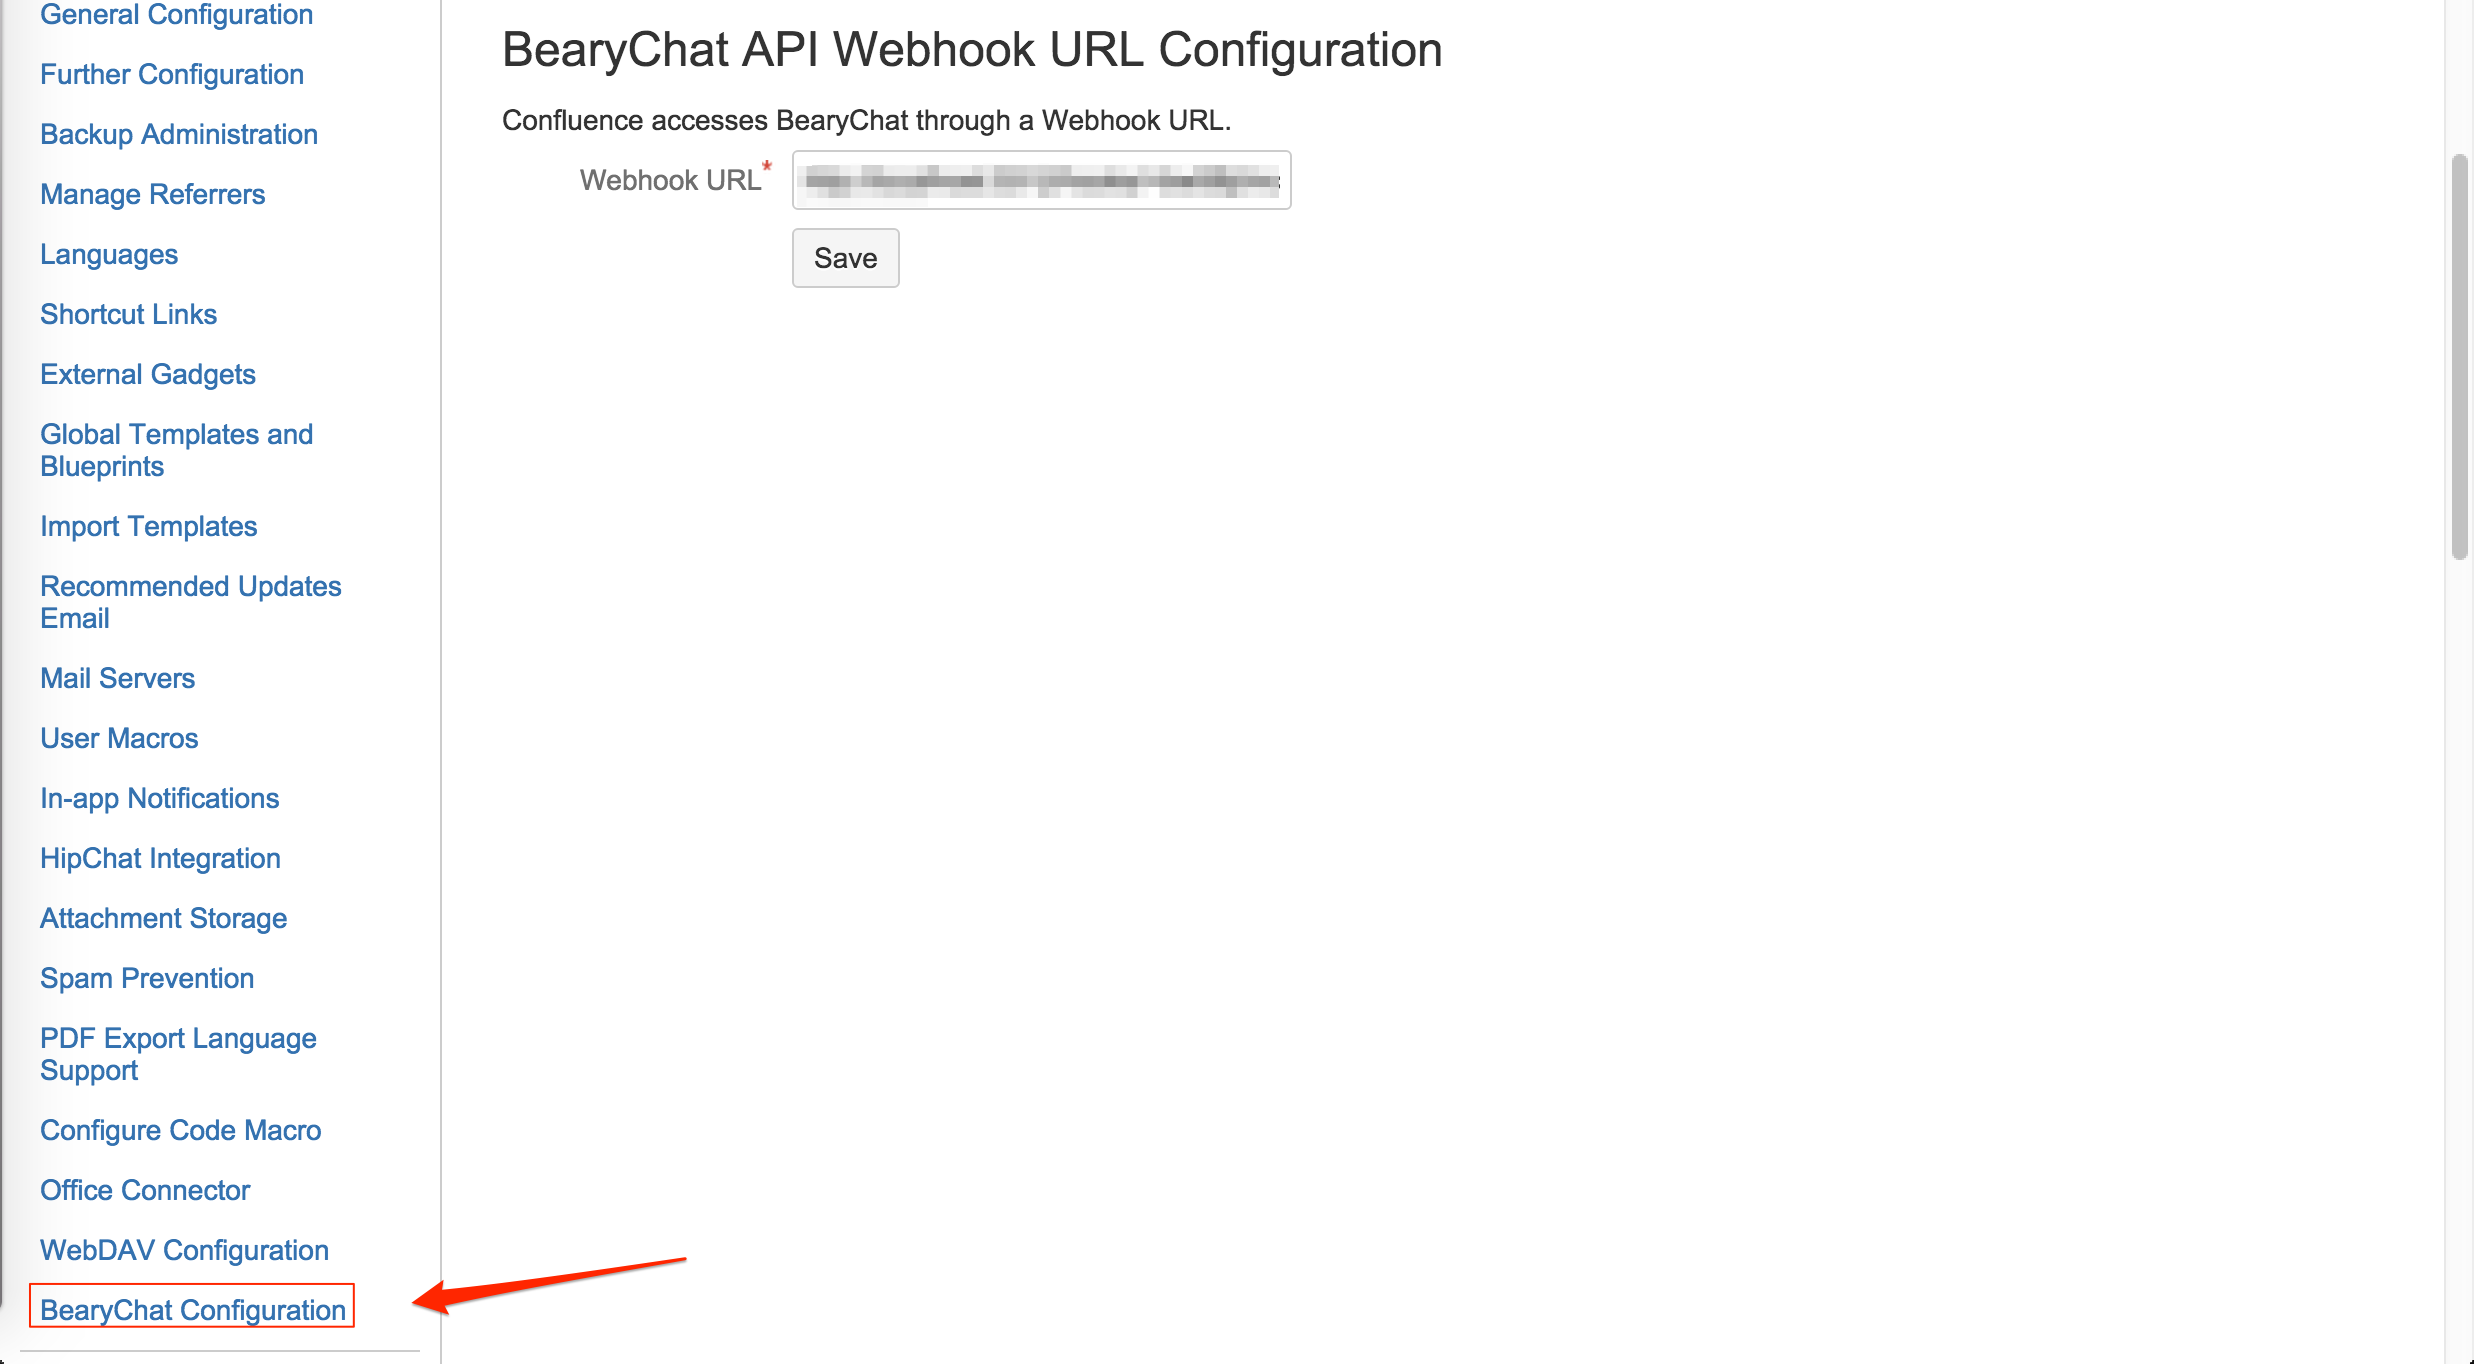 General Configuration
Further Configuration
Backup Administration
Manage Referrers
Languages
Shortcut Links
External Gadgets
Global Templates and
Blueprints
Import Templates
Recommended Updates
Email
Mail Servers
User Macros
In-app Notifications
HipChat Integration
Attachment Storage
Spam Prevention
PDF Export Language
Support
Configure Code Macro
Office Connector
WebDAV Configuration
BearyChat Configuration
BearyChat API Webhook URL Configuration
Confluence accesses BearyChat through a Webhook URL.
Webhook URL*
Save